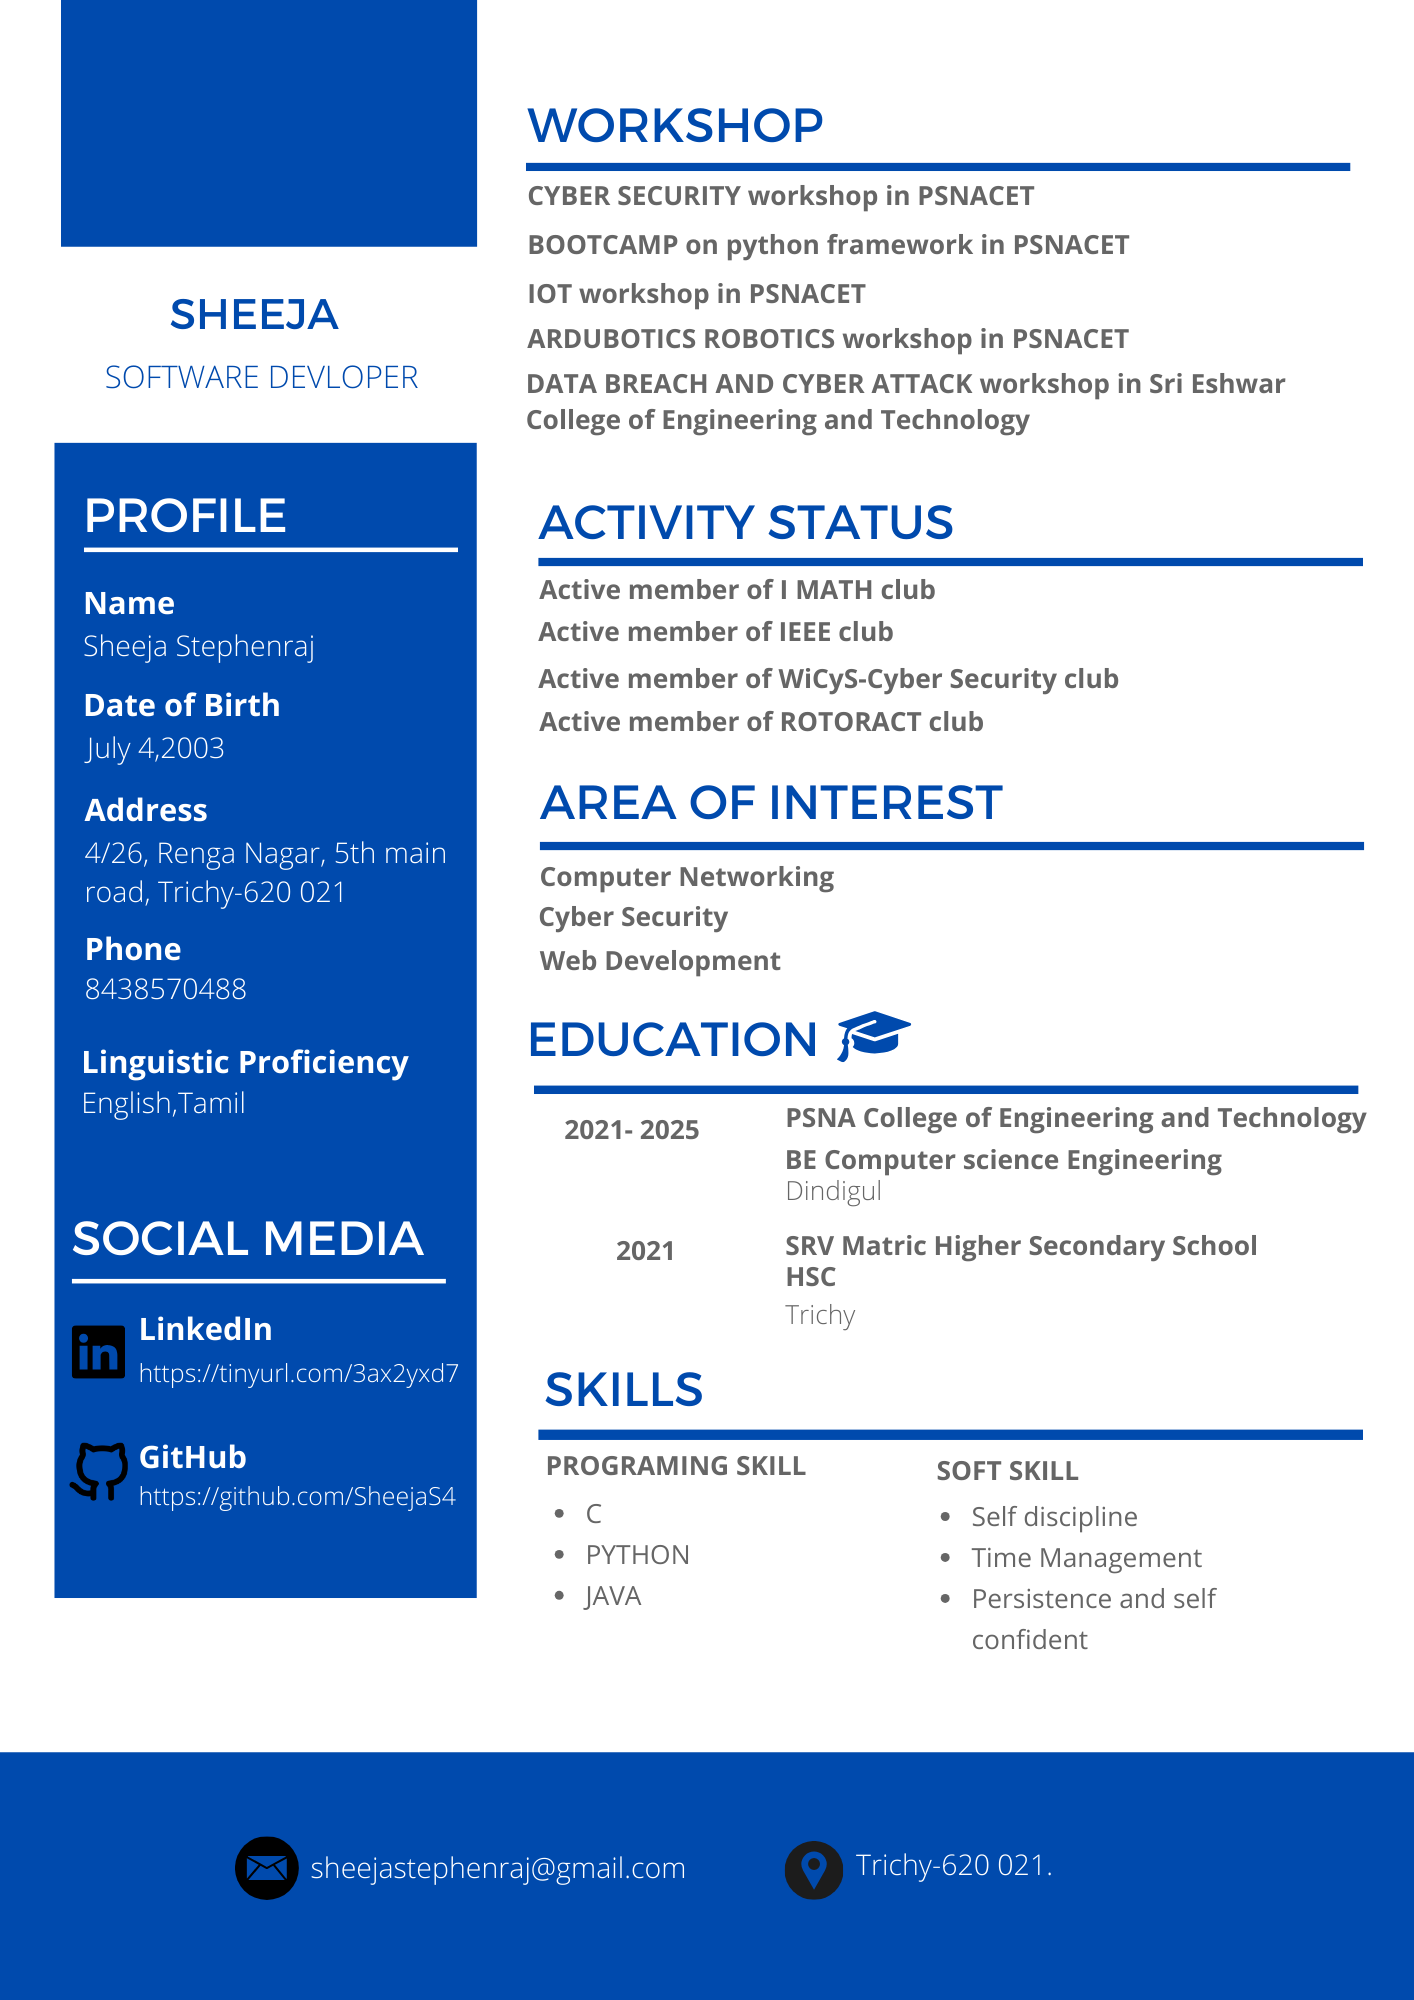 SHEEJA
SOFTWARE DEVLOPER
PROFILE
Name
Sheeja Stephenraj
Date of Birth
July 4,2003
Address
4/26, Renga Nagar, 5th main
road, Trichy-620 021
Phone
8438570488
Linguistic Proficiency
English,Tamil
SOCIAL MEDIA
LinkedIn
https://tinyurl.com/3ax2yxd7
GitHub
https://github.com/SheejaS4
WORKSHOP
CYBER SECURITY workshop in PSNACET
BOOTCAMP on python framework in PSNACET
IOT workshop in PSNACET
ARDUBOTICS ROBOTICS workshop in PSNACET
DATA BREACH AND CYBER ATTACK workshop in Sri Eshwar
College of Engineering and Technology
ACTIVITY STATUS
Active member of I MATH club
Active member of IEEE club
Active member of WiCyS-Cyber Security club
Active member of ROTORACT club
AREA OF INTEREST
Computer Networking
Cyber Security
Web Development
EDUCATION
2021- 2025
PSNA College of Engineering and Technology
BE Computer science Engineering
Dindigul
2021
SRV Matric Higher Secondary School
HSC
Trichy
SKILLS
PROGRAMING SKILL
• C
• PYTHON
• JAVA
SOFT SKILL
• Self discipline
• Time Management
• Persistence and self
confident
sheejastephenraj@gmail.com
Trichy-620 021.